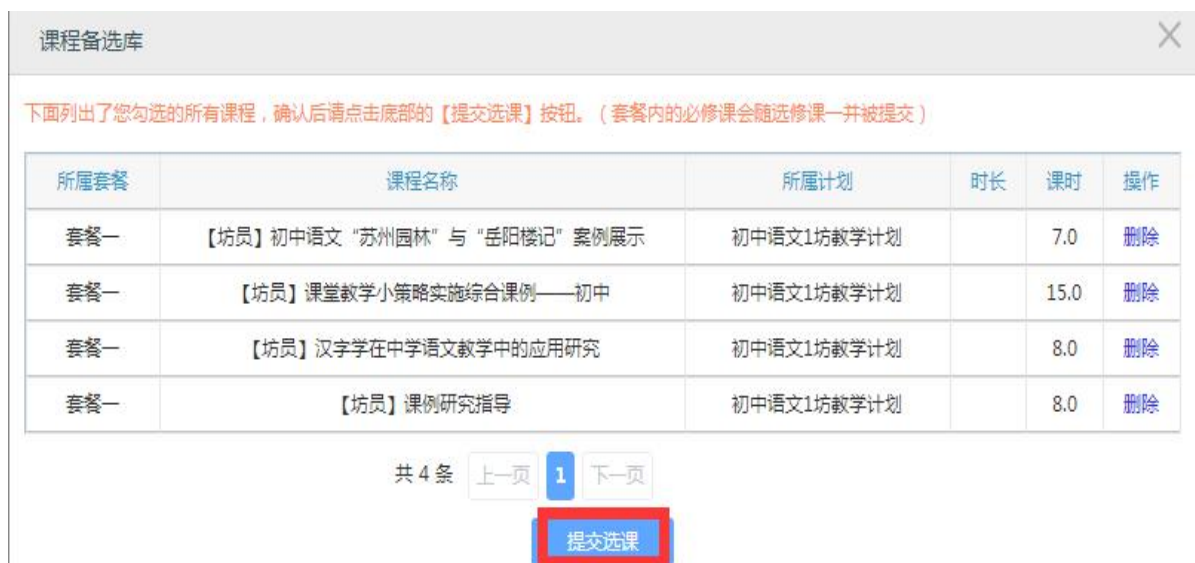 课程备选库
下面列出了您勾选的所有课程，确认后请点击底部的【提交选课】按钮。（套餐内的必修课会随选修课一并被提交）
所属套餐 课程名称 所属计划 时长 课时 操作
套餐一 【坊员】初中语文“苏州园林”与“岳阳楼记”案例展示 初中语文1坊教学计划 7.0 删除
套餐一 【坊员】课堂教学小策略实施综合课例——初中 初中语文1坊教学计划 15.0 删除
套餐一 【坊员】汉字学在中学语文教学中的应用研究 初中语文1坊教学计划 8.0 删除
套餐一 【坊员】课例研究指导 初中语文1坊教学计划 8.0 删除
共 4 条 上一页 1 下一页
提交选课